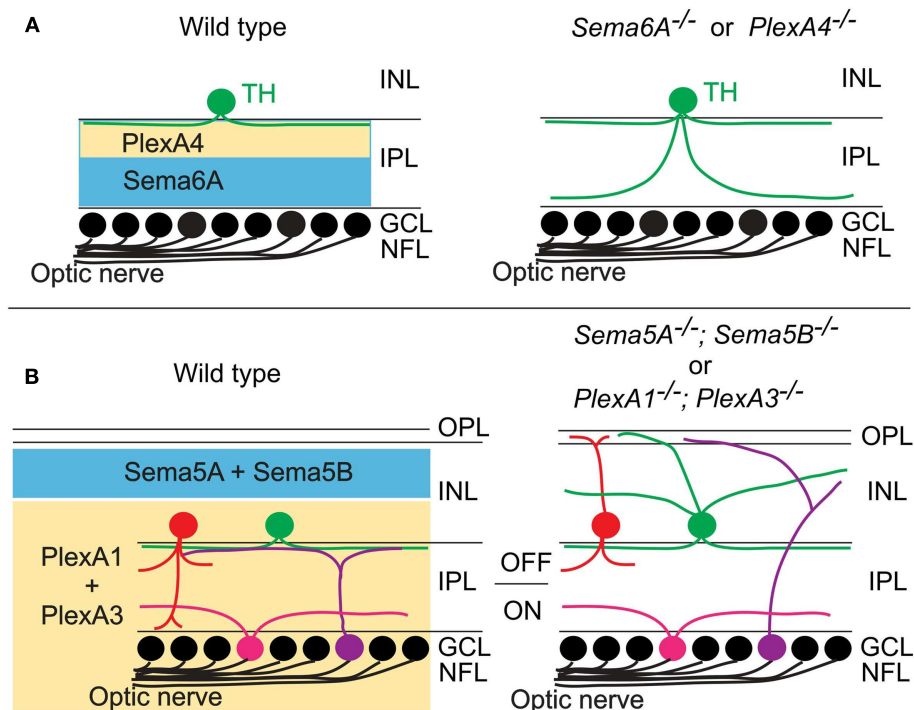 A
Wild type
Sema6A-/- or PlexA4-/-
TH
INL
PlexA4
IPL
Sema6A
GCL
NFL
Optic nerve
TH
INL
IPL
GCL
NFL
Optic nerve
B
Wild type
Sema5A-/-; Sema5B-/-
or
PlexA1-/-; PlexA3-/-
OPL
Sema5A + Sema5B
INL
PlexA1
+
PlexA3
IPL
GCL
NFL
Optic nerve
OPL
INL
OFF
ON
IPL
GCL
NFL
Optic nerve